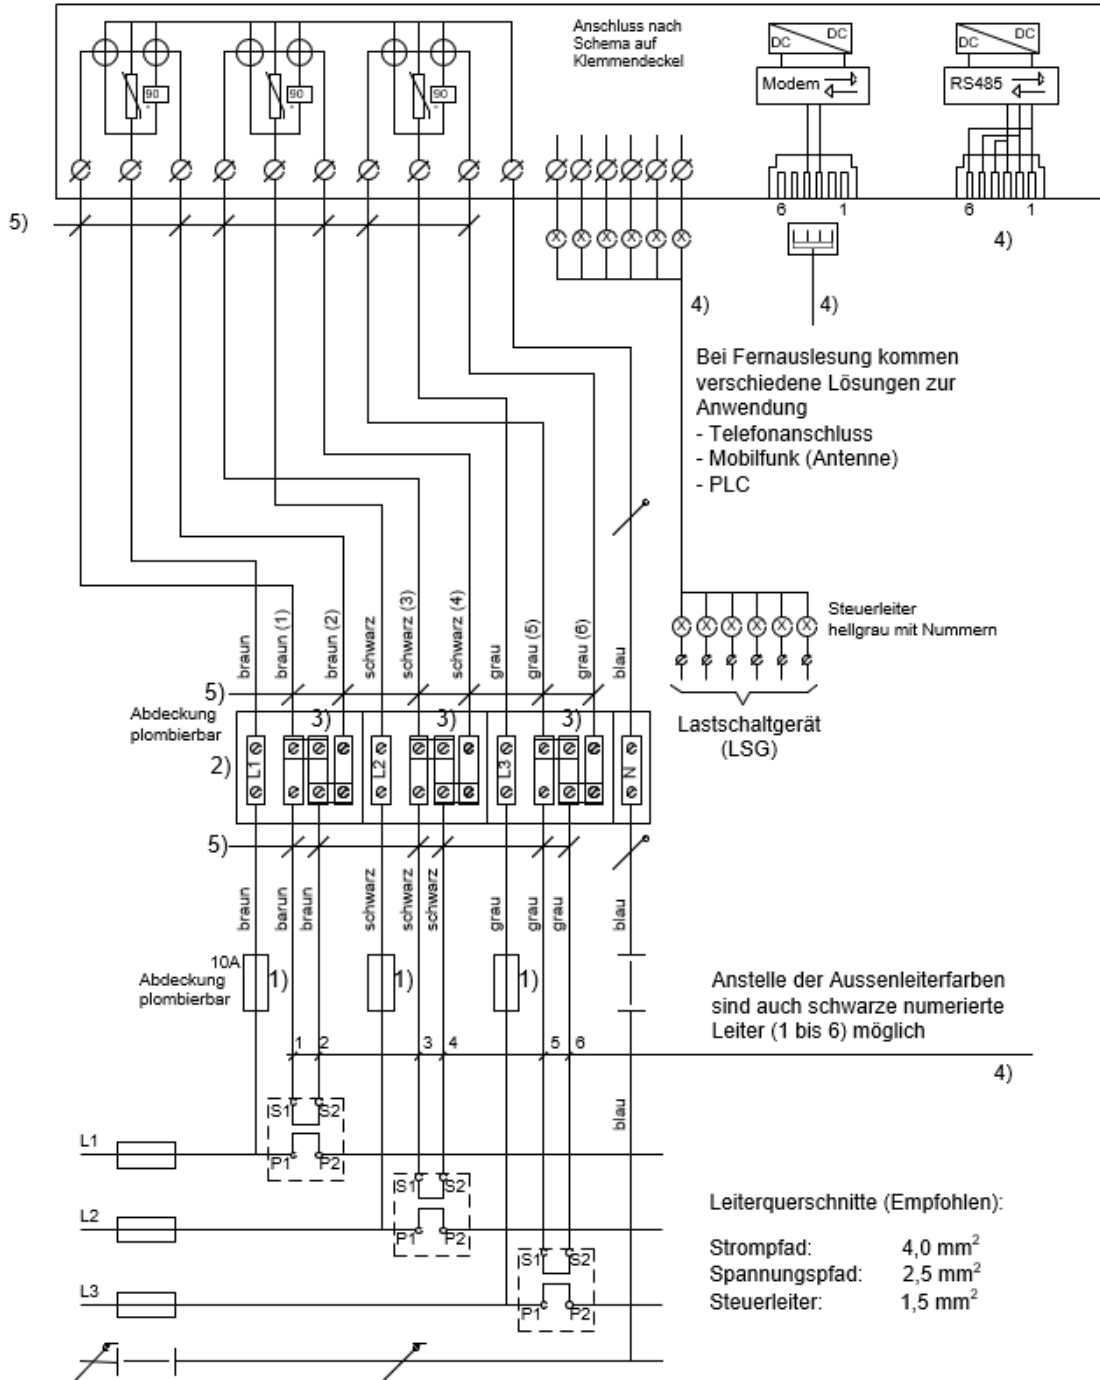 Anschluss nach
Schema auf
Klemmendeckel
DC DC
DC DC
Modem
RS485
90
90
90
6 1
6 1
5)
4)
4)
4)
Bei Fernauslesung kommen
verschiedene Lösungen zur
Anwendung
- Telefonanschluss
- Mobilfunk (Antenne)
- PLC
braun
braun (1)
braun (2)
schwarz
schwarz (3)
schwarz (4)
grau
grau (5)
grau (6)
blau
Steuerleiter
hellgrau mit Nummern
Lastschaltgerät
(LSG)
5)
Abdeckung
plombierbar
3)
3)
3)
2)
L1
L2
L3
N
5)
braun
barun
braun
schwarz
schwarz
schwarz
grau
grau
grau
blau
10A
1)
1)
1)
Abdeckung
plombierbar
Anstelle der Aussenleiterfarben
sind auch schwarze numerierte
Leiter (1 bis 6) möglich
1 2 3 4 5 6
4)
blau
S1 S2
L1
P1 P2
S1 S2
L2
P1 P2
S1 S2
L3
P1 P2
Leiterquerschnitte (Empfohlen):
Strompfad: 4,0 mm²
Spannungspfad: 2,5 mm²
Steuerleiter: 1,5 mm²